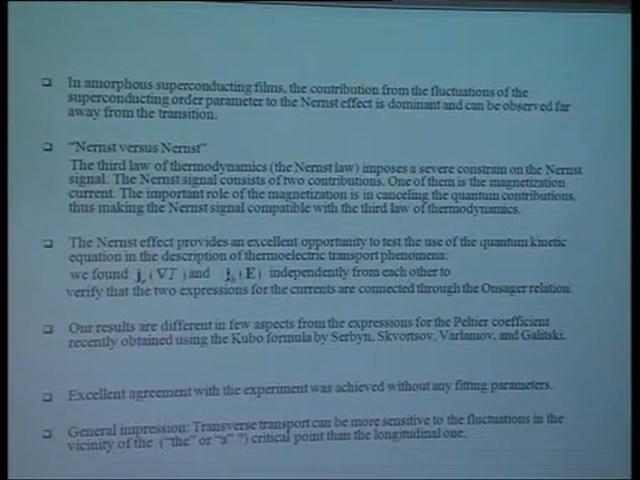 In amorphous superconducting films, the contribution from the fluctuations of the
superconducting order parameter to the Nernst effect is dominant and can be observed far
away from the transition.
"Nernst versus Nernst"
The third law of thermodynamics (the Nernst law) imposes a severe constrain on the Nernst
signal. The Nernst signal consists of two contributions. One of them is the magnetization
current. The important role of the magnetization is in canceling the quantum contributions,
thus making the Nernst signal compatible with the third law of thermodynamics.
The Nernst effect provides an excellent opportunity to test the use of the quantum kinetic
equation in the description of thermoelectric transport phenomena:
we found j (∇T) and j (E) independently from each other to
verify that the two expressions for the currents are connected through the Onsager relation.
Our results are different in few aspects from the expressions for the Peltier coefficient
recently obtained using the Kubo formula by Serbyn, Skvortsov, Varlamov, and Galitski.
Excellent agreement with the experiment was achieved without any fitting parameters.
General impression: Transverse transport can be more sensitive to the fluctuations in the
vicinity of the ("the" or "a" ?) critical point than the longitudinal one.